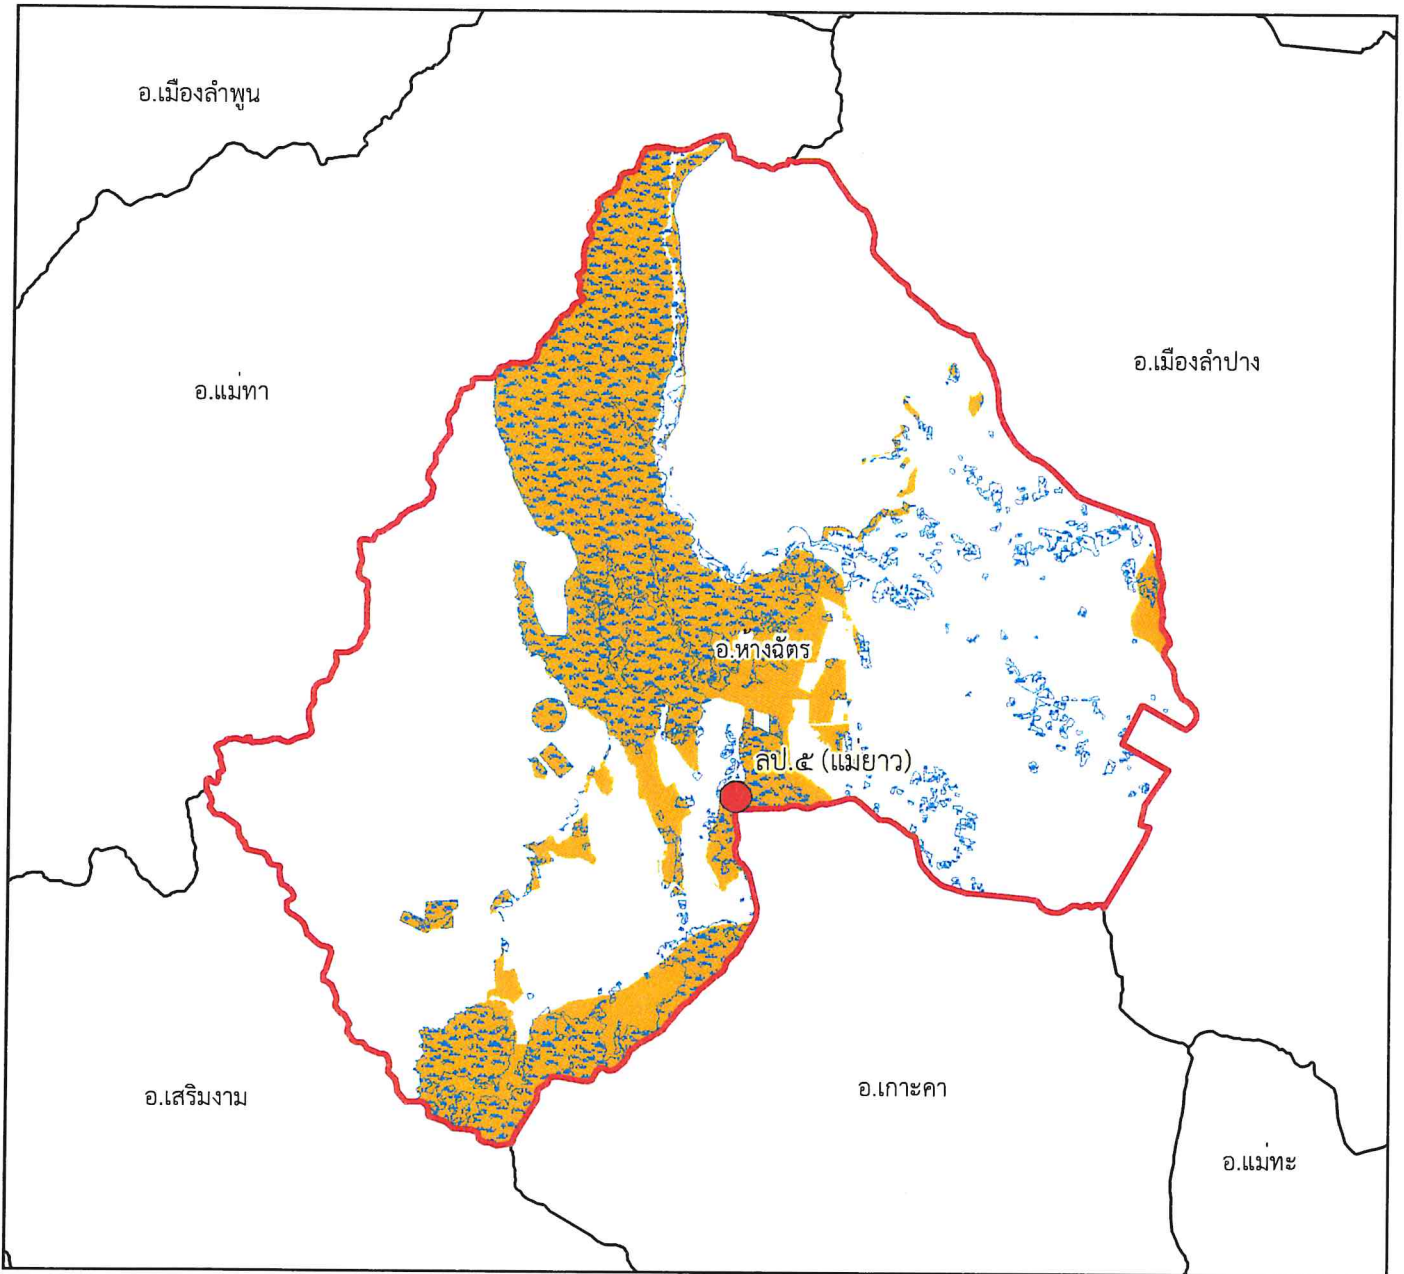 อ.เมืองลำพูน
อ.เมืองลำปาง
อ.แม่ทา
อ.ห้างฉัตร
ลป.๕ (แม่ยาว)
อ.เกาะคา
อ.เสริมงาม
อ.แม่ทะ